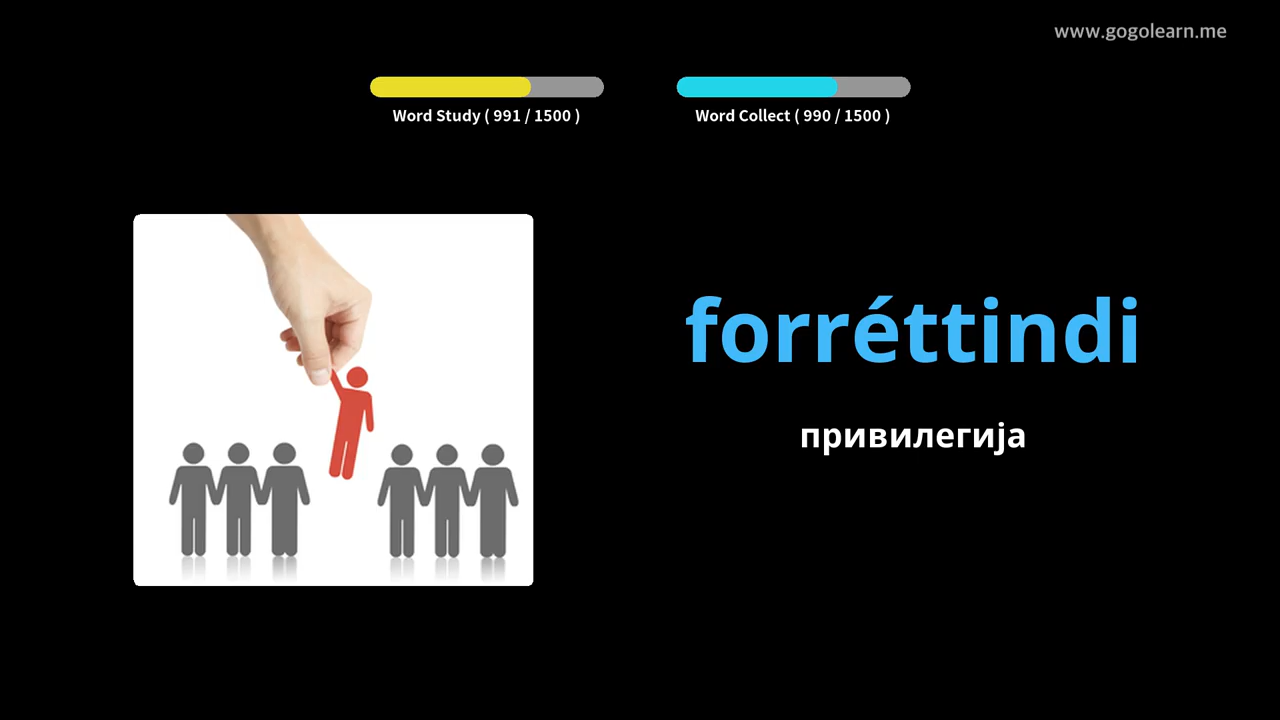 www.gogolearn.me
Word Study ( 991 / 1500 )
Word Collect ( 990 / 1500 )
forréttindi
привилегија